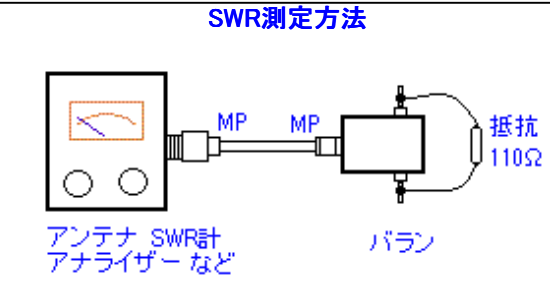 SWR測定方法
MP
MP
抵抗
110Ω
アンテナ SWR計
アナライザー など
バラン